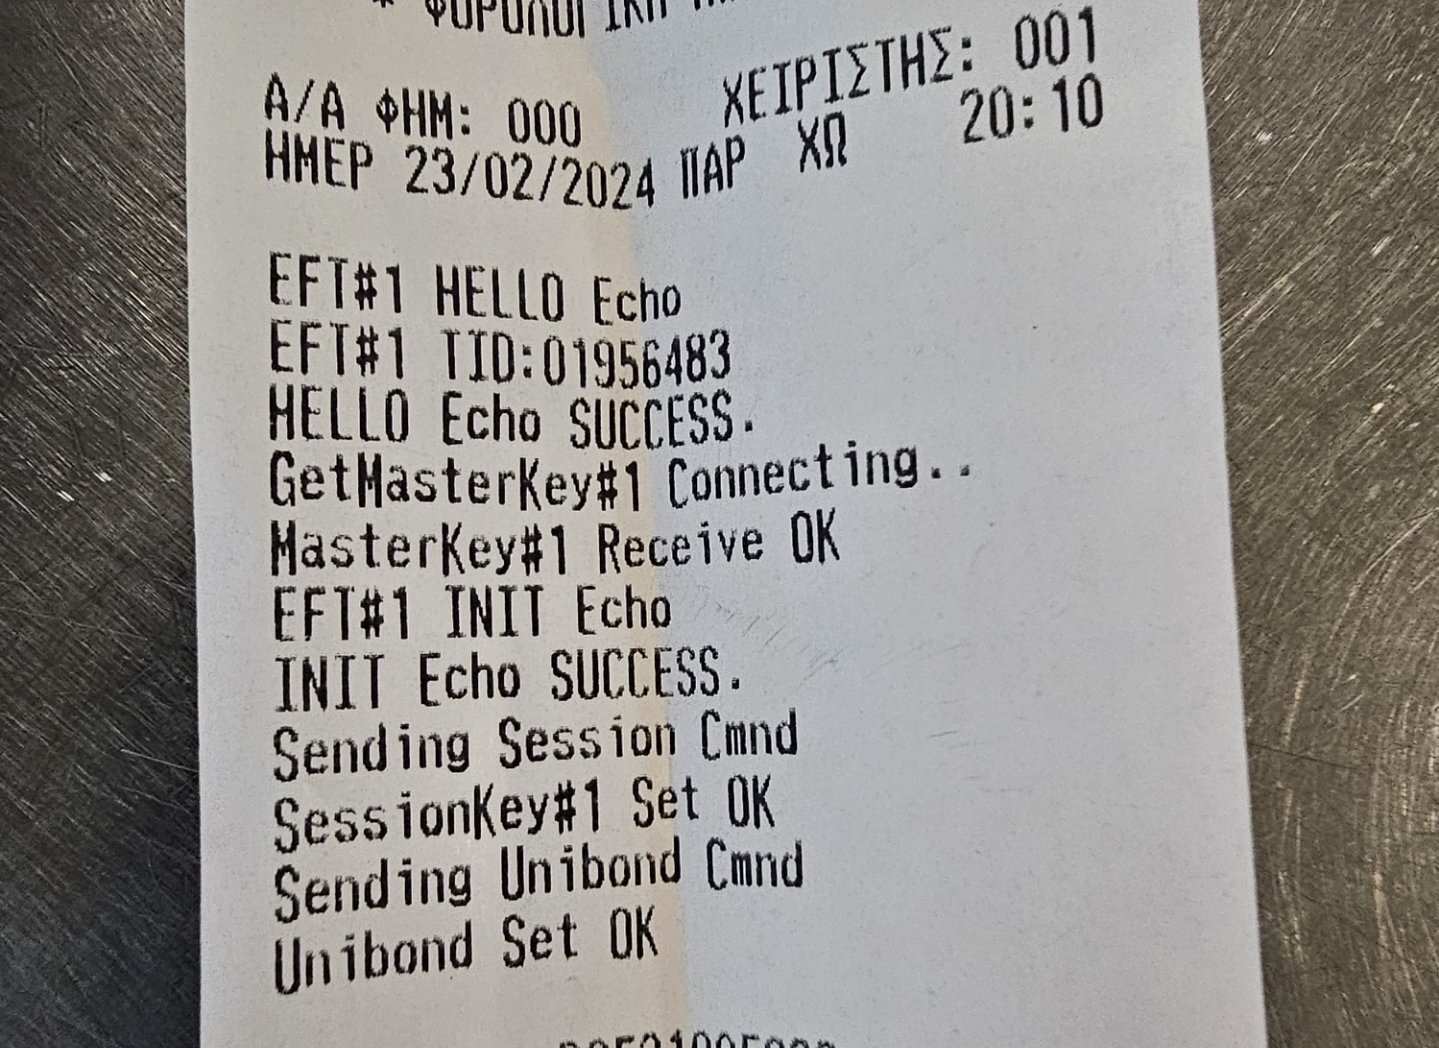 Α/Α ΦΗΜ: 000 ΧΕΙΡΙΣΤΗΣ: 001
ΗΜΕΡ 23/02/2024 ΠΑΡ ΧΩ 20:10
EFT#1 HELLO Echo
EFT#1 TID:01956483
HELLO Echo SUCCESS.
GetMasterKey#1 Connecting..
MasterKey#1 Receive OK
EFT#1 INIT Echo
INIT Echo SUCCESS.
Sending Session Cmnd
SessionKey#1 Set OK
Sending Unibond Cmnd
Unibond Set OK